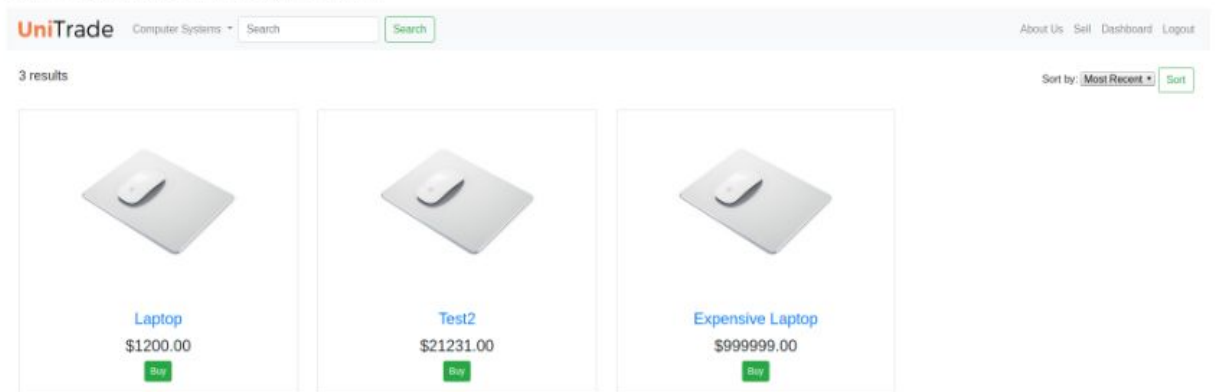 UniTrade Computer Systems Search Search About Us Sell Dashboard Logout
3 results Sort by: Most Recent Sort
Laptop Test2 Expensive Laptop
$1200.00 $21231.00 $999999.00
Buy Buy Buy